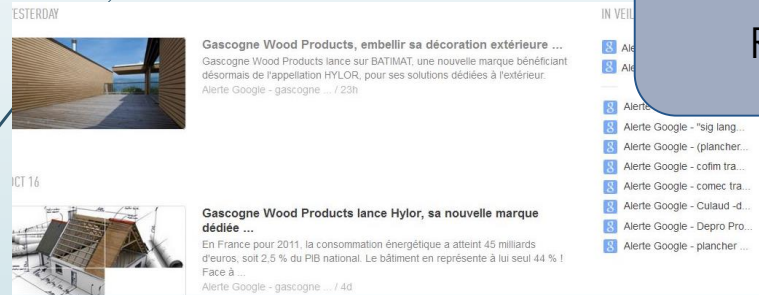 YESTERDAY
Gascogne Wood Products, embellir sa décoration extérieure ...
Gascogne Wood Products lance sur BATIMAT, une nouvelle marque bénéficiant
désormais de l'appellation HYLOR, pour ses solutions dédiées à l'extérieur.
Alerte Google - gascogne ... / 23h
OCT 16
Gascogne Wood Products lance Hylor, sa nouvelle marque
dédiée ...
En France pour 2011, la consommation énergétique a atteint 45 milliards
d'euros, soit 2,5 % du PIB national. Le bâtiment en représente à lui seul 44 % !
Face à ...
Alerte Google - gascogne ... / 4d
IN VEIL
Ale
Ale
Alerte
Alerte Google - "sig lang...
Alerte Google - (plancher...
Alerte Google - cofim tra...
Alerte Google - comec tra...
Alerte Google - Culaud -d...
Alerte Google - Depro Pro...
Alerte Google - plancher ...